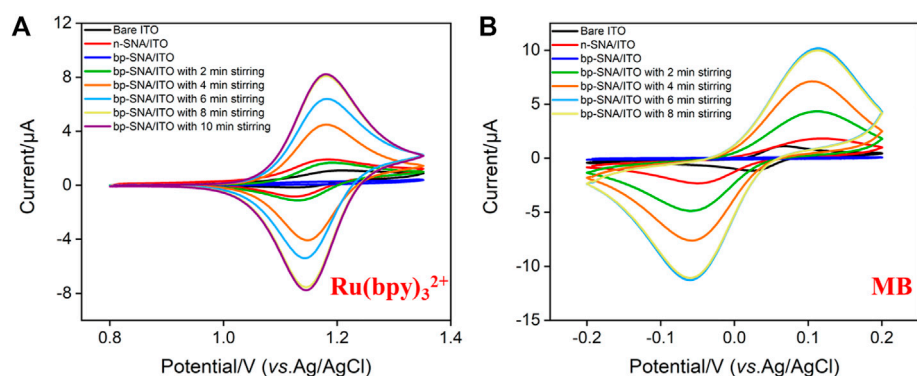 A
Current/μA
12
8
4
0
-4
-8
Bare ITO
n-SNA/ITO
bp-SNA/ITO
bp-SNA/ITO with 2 min stirring
bp-SNA/ITO with 4 min stirring
bp-SNA/ITO with 6 min stirring
bp-SNA/ITO with 8 min stirring
bp-SNA/ITO with 10 min stirring
Ru(bpy)₃²⁺
0.8 1.0 1.2 1.4
Potential/V (vs.Ag/AgCl)
B
Current/μA
10
5
0
-5
-10
-15
Bare ITO
n-SNA/ITO
bp-SNA/ITO
bp-SNA/ITO with 2 min stirring
bp-SNA/ITO with 4 min stirring
bp-SNA/ITO with 6 min stirring
bp-SNA/ITO with 8 min stirring
MB
-0.2 -0.1 0.0 0.1 0.2
Potential/V (vs.Ag/AgCl)